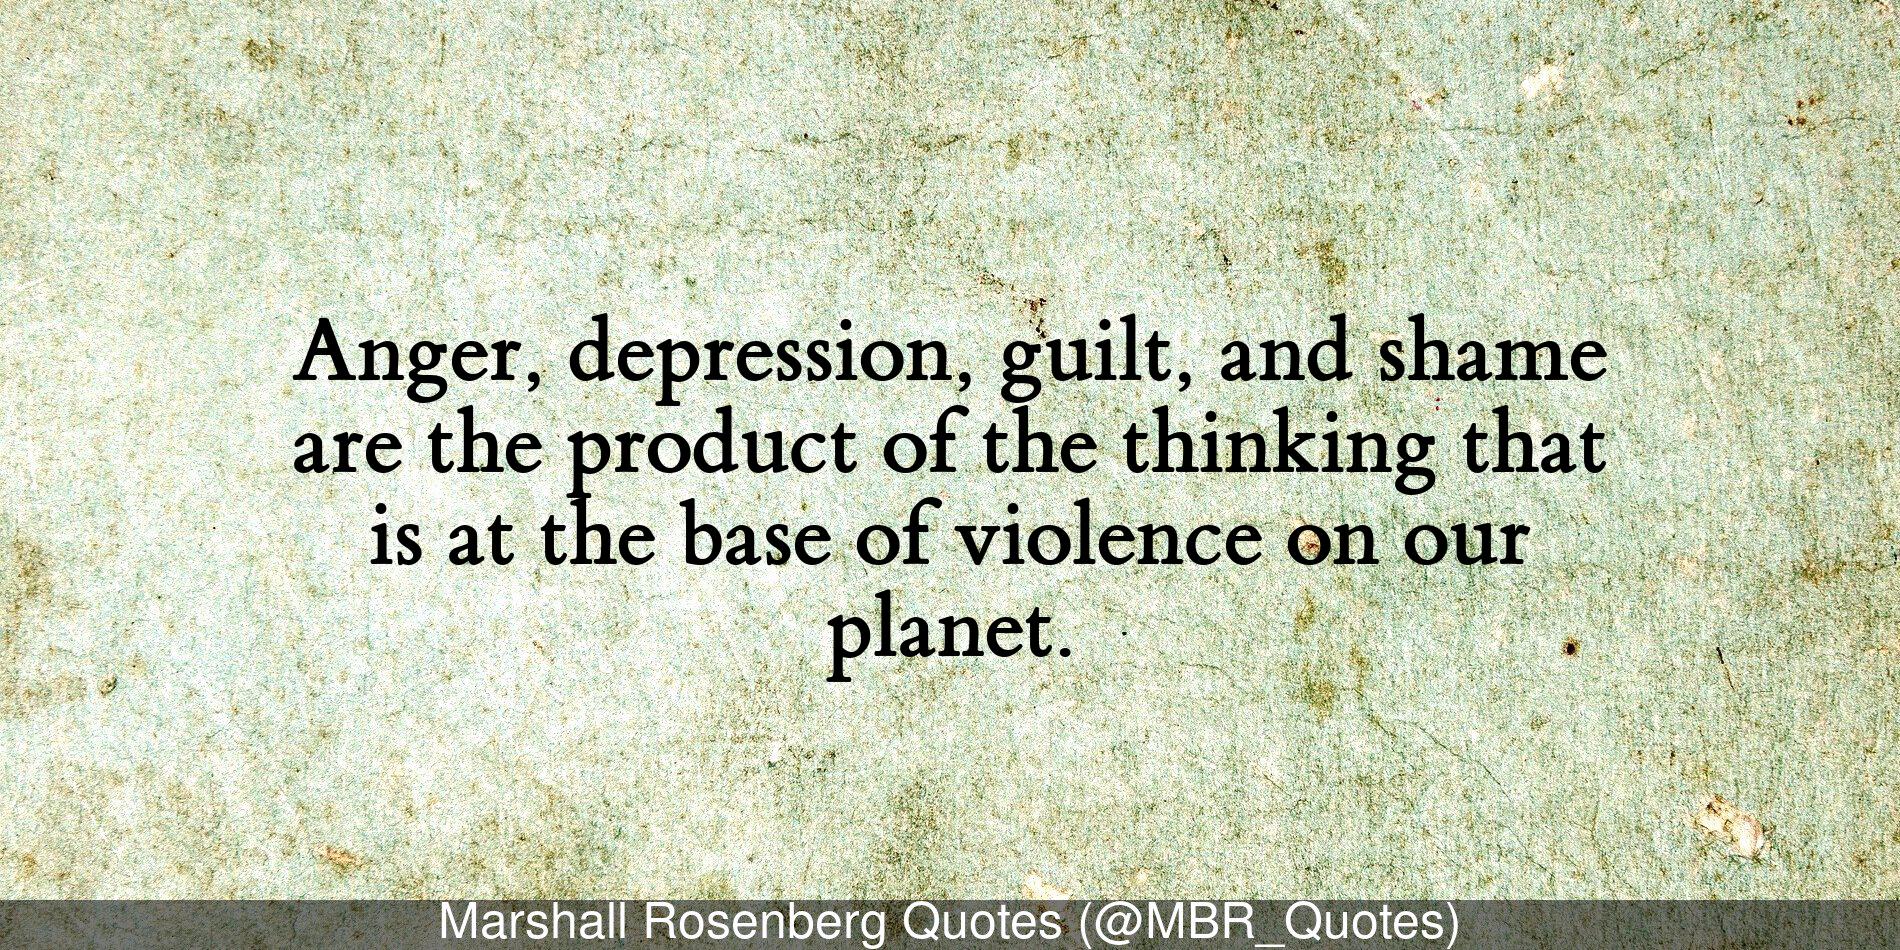 Anger, depression, guilt, and shame
are the product of the thinking that
is at the base of violence on our
planet.
Marshall Rosenberg Quotes (@MBR_Quotes)